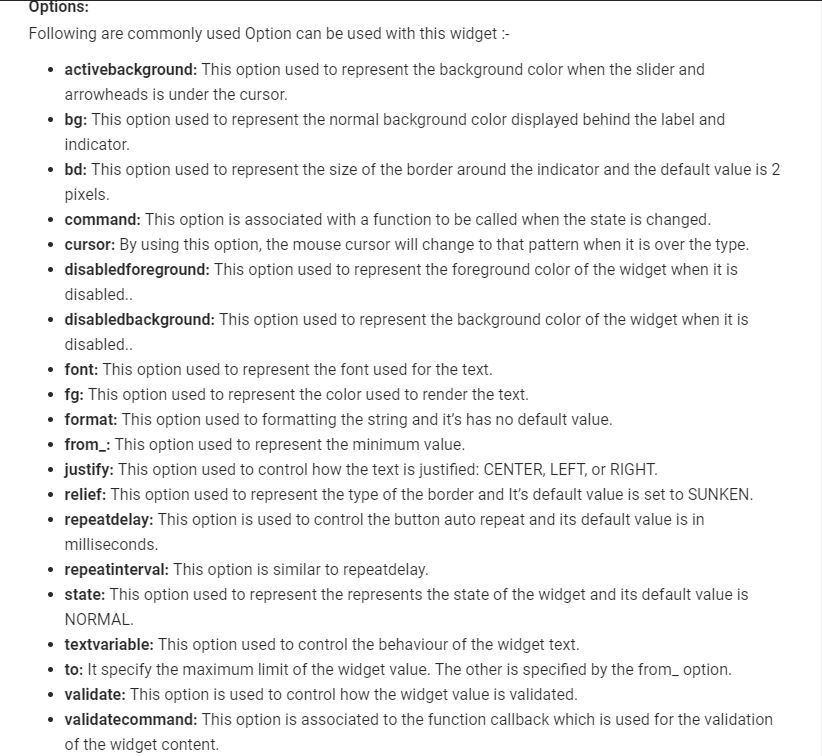 Options:
Following are commonly used Option can be used with this widget :-
• activebackground: This option used to represent the background color when the slider and
arrowheads is under the cursor.
• bg: This option used to represent the normal background color displayed behind the label and
indicator.
• bd: This option used to represent the size of the border around the indicator and the default value is 2
pixels.
• command: This option is associated with a function to be called when the state is changed.
• cursor: By using this option, the mouse cursor will change to that pattern when it is over the type.
• disabledforeground: This option used to represent the foreground color of the widget when it is
disabled..
• disabledbackground: This option used to represent the background color of the widget when it is
disabled..
• font: This option used to represent the font used for the text.
• fg: This option used to represent the color used to render the text.
• format: This option used to formatting the string and it’s has no default value.
• from_: This option used to represent the minimum value.
• justify: This option used to control how the text is justified: CENTER, LEFT, or RIGHT.
• relief: This option used to represent the type of the border and It’s default value is set to SUNKEN.
• repeatdelay: This option is used to control the button auto repeat and its default value is in
milliseconds.
• repeatinterval: This option is similar to repeatdelay.
• state: This option used to represent the represents the state of the widget and its default value is
NORMAL.
• textvariable: This option used to control the behaviour of the widget text.
• to: It specify the maximum limit of the widget value. The other is specified by the from_ option.
• validate: This option is used to control how the widget value is validated.
• validatecommand: This option is associated to the function callback which is used for the validation
of the widget content.